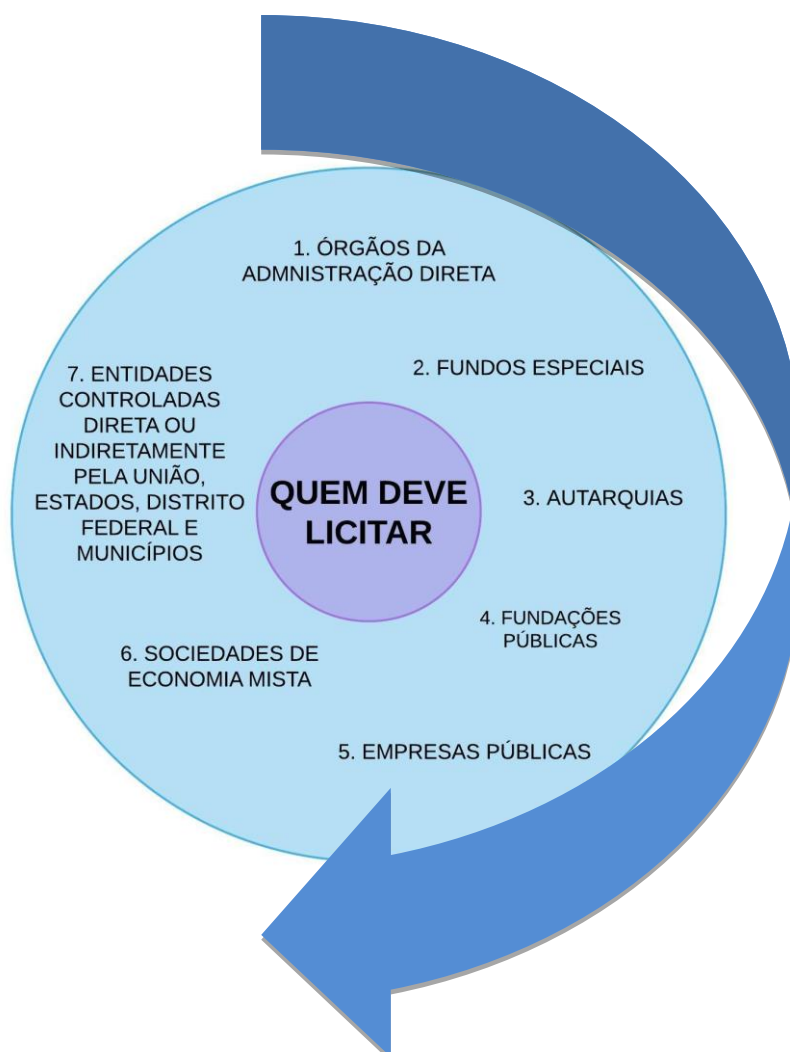 1. ÓRGÃOS DA
ADMNISTRAÇÃO DIRETA
2. FUNDOS ESPECIAIS
3. AUTARQUIAS
4. FUNDAÇÕES
PÚBLICAS
5. EMPRESAS PÚBLICAS
6. SOCIEDADES DE
ECONOMIA MISTA
7. ENTIDADES
CONTROLADAS
DIRETA OU
INDIRETAMENTE
PELA UNIÃO,
ESTADOS, DISTRITO
FEDERAL E
MUNICÍPIOS
QUEM DEVE
LICITAR